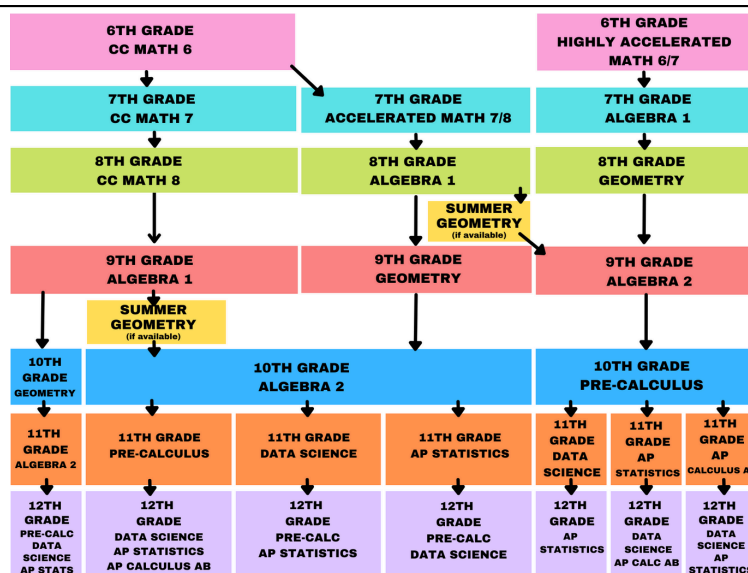 6TH GRADE
CC MATH 6
6TH GRADE
HIGHLY ACCELERATED
MATH 6/7
7TH GRADE
CC MATH 7
7TH GRADE
ACCELERATED MATH 7/8
7TH GRADE
ALGEBRA 1
8TH GRADE
CC MATH 8
8TH GRADE
ALGEBRA 1
8TH GRADE
GEOMETRY
SUMMER
GEOMETRY
(if available)
9TH GRADE
ALGEBRA 1
9TH GRADE
GEOMETRY
9TH GRADE
ALGEBRA 2
SUMMER
GEOMETRY
(if available)
10TH
GRADE
GEOMETRY
10TH GRADE
ALGEBRA 2
10TH GRADE
PRE-CALCULUS
11TH
GRADE
ALGEBRA 2
11TH GRADE
PRE-CALCULUS
11TH GRADE
DATA SCIENCE
11TH GRADE
AP STATISTICS
11TH
GRADE
DATA
SCIENCE
11TH
GRADE
AP
STATISTICS
11TH
GRADE
AP
CALCULUS A
12TH
GRADE
PRE-CALC
DATA
SCIENCE
AP STATS
12TH
GRADE
DATA SCIENCE
AP STATISTICS
AP CALCULUS AB
12TH
GRADE
PRE-CALC
AP STATISTICS
12TH
GRADE
PRE-CALC
DATA SCIENCE
12TH
GRADE
AP
STATISTICS
12TH
GRADE
DATA
SCIENCE
AP CALC AB
12TH
GRADE
DATA
SCIENCE
AP
STATISTICS